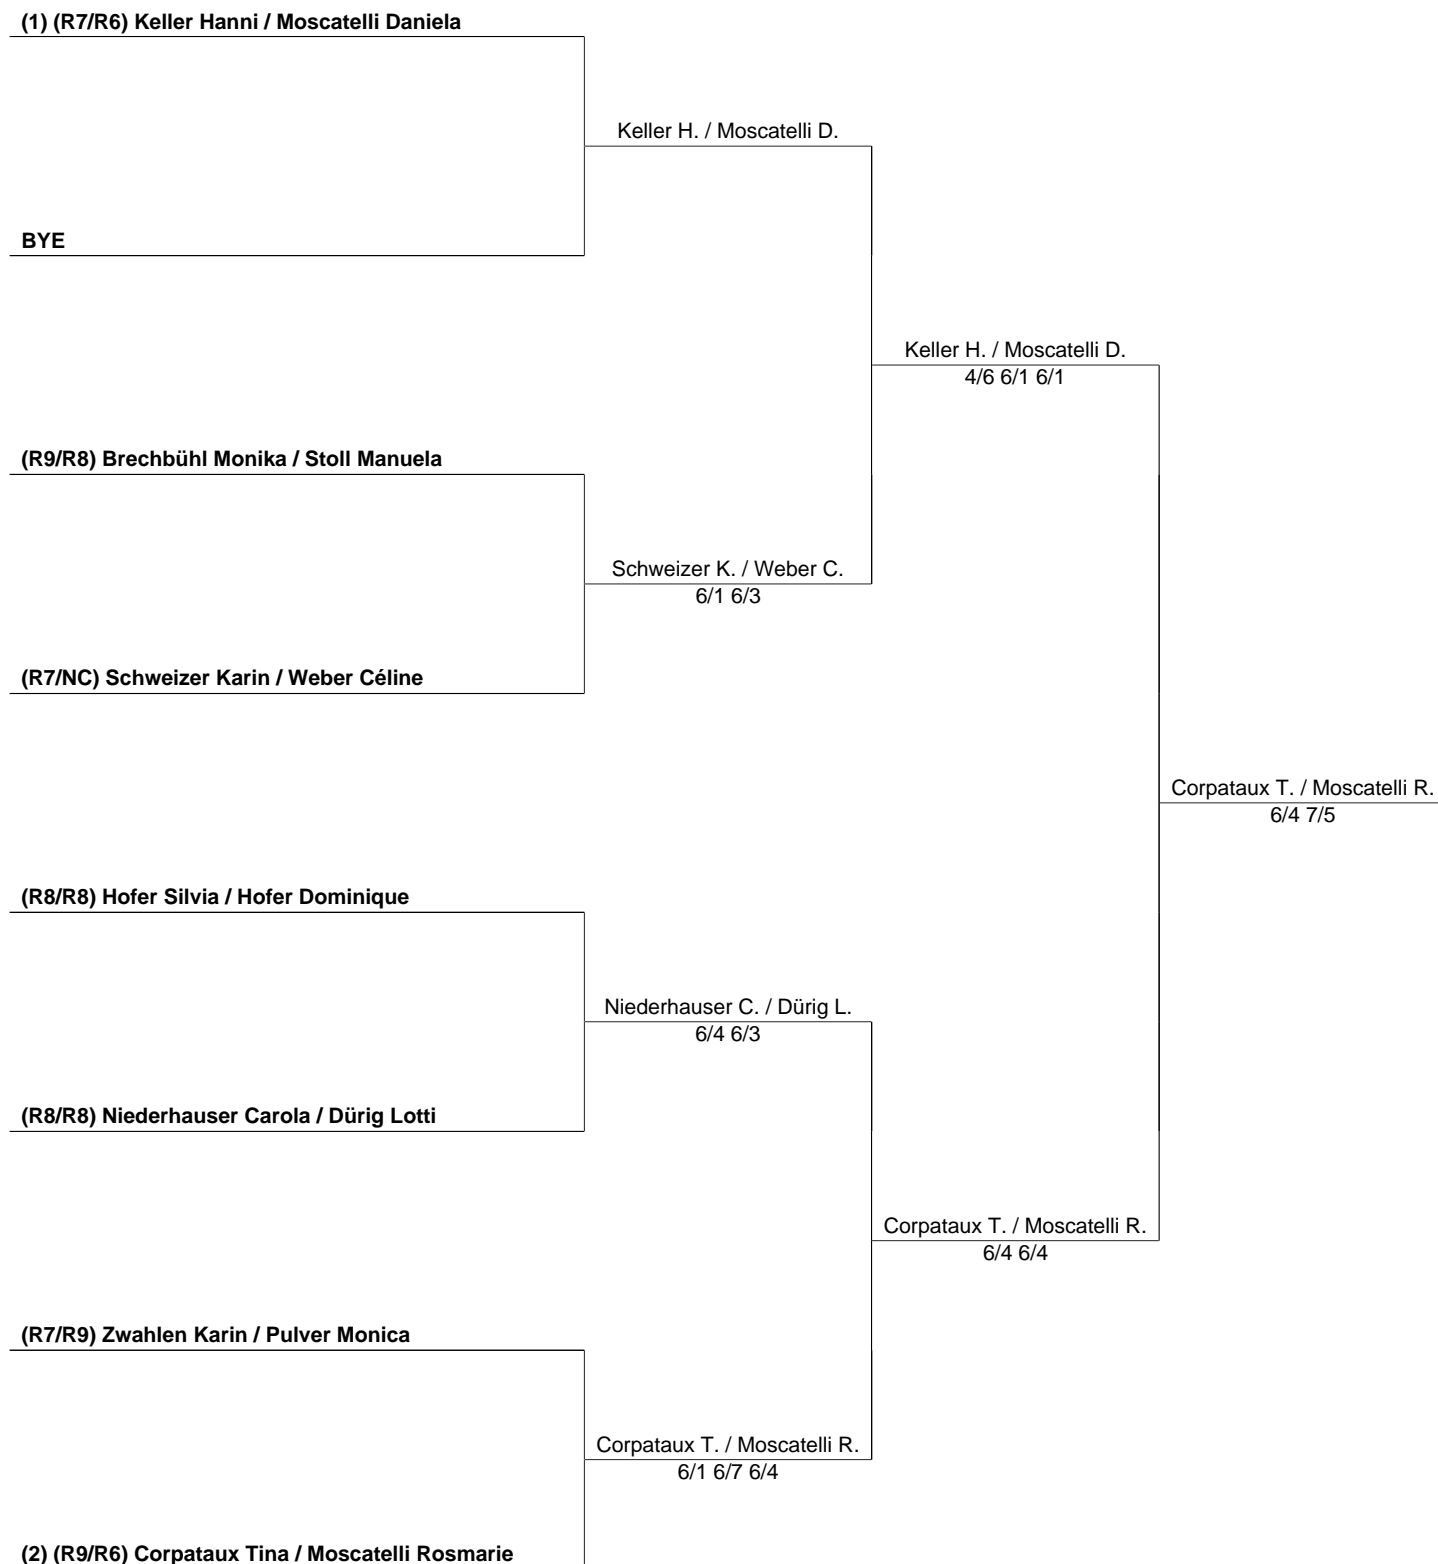 (1) (R7/R6) Keller Hanni / Moscatelli Daniela
Keller H. / Moscatelli D.
BYE
Keller H. / Moscatelli D.
4/6 6/1 6/1
(R9/R8) Brechbühl Monika / Stoll Manuela
Schweizer K. / Weber C.
6/1 6/3
(R7/NC) Schweizer Karin / Weber Céline
Corpataux T. / Moscatelli R.
6/4 7/5
(R8/R8) Hofer Silvia / Hofer Dominique
Niederhauser C. / Dürig L.
6/4 6/3
(R8/R8) Niederhauser Carola / Dürig Lotti
Corpataux T. / Moscatelli R.
6/4 6/4
(R7/R9) Zwahlen Karin / Pulver Monica
Corpataux T. / Moscatelli R.
6/1 6/7 6/4
(2) (R9/R6) Corpataux Tina / Moscatelli Rosmarie